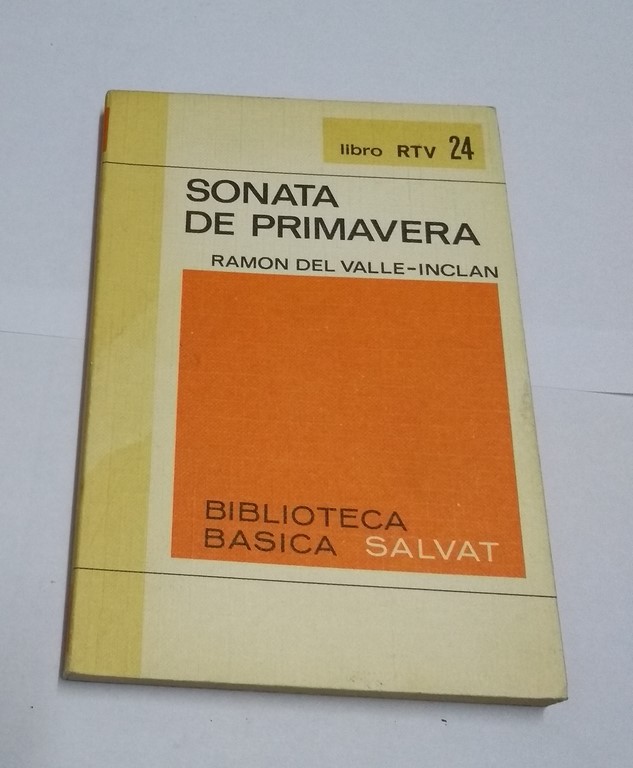 libro RTV 24
SONATA
DE PRIMAVERA
RAMON DEL VALLE-INCLAN
BIBLIOTECA
BASICA SALVAT